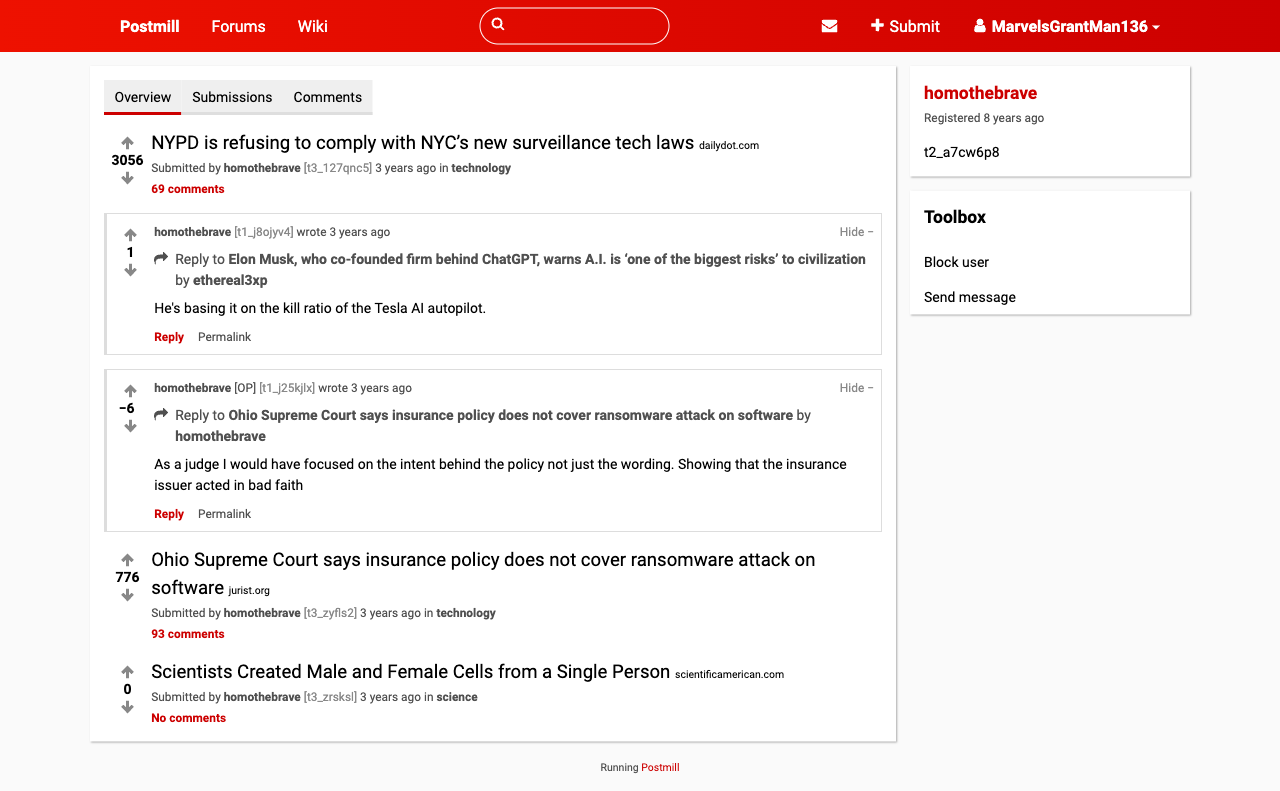 Postmill Forums Wiki Submit MarvelsGrantMan136
Overview Submissions Comments
NYPD is refusing to comply with NYC’s new surveillance tech laws dailydot.com
3056
Submitted by homothebrave [t3_127qnc5] 3 years ago in technology
69 comments
homothebrave [t1_j8ojyv4] wrote 3 years ago Hide −
1
Reply to Elon Musk, who co-founded firm behind ChatGPT, warns A.I. is ‘one of the biggest risks’ to civilization
by ethereal3xp
He's basing it on the kill ratio of the Tesla AI autopilot.
Reply Permalink
homothebrave [OP] [t1_j25kjlx] wrote 3 years ago Hide −
−6
Reply to Ohio Supreme Court says insurance policy does not cover ransomware attack on software by
homothebrave
As a judge I would have focused on the intent behind the policy not just the wording. Showing that the insurance
issuer acted in bad faith
Reply Permalink
Ohio Supreme Court says insurance policy does not cover ransomware attack on
776
software jurist.org
Submitted by homothebrave [t3_zyfls2] 3 years ago in technology
93 comments
Scientists Created Male and Female Cells from a Single Person scientificamerican.com
0
Submitted by homothebrave [t3_zrsksl] 3 years ago in science
No comments
homothebrave
Registered 8 years ago
t2_a7cw6p8
Toolbox
Block user
Send message
Running Postmill